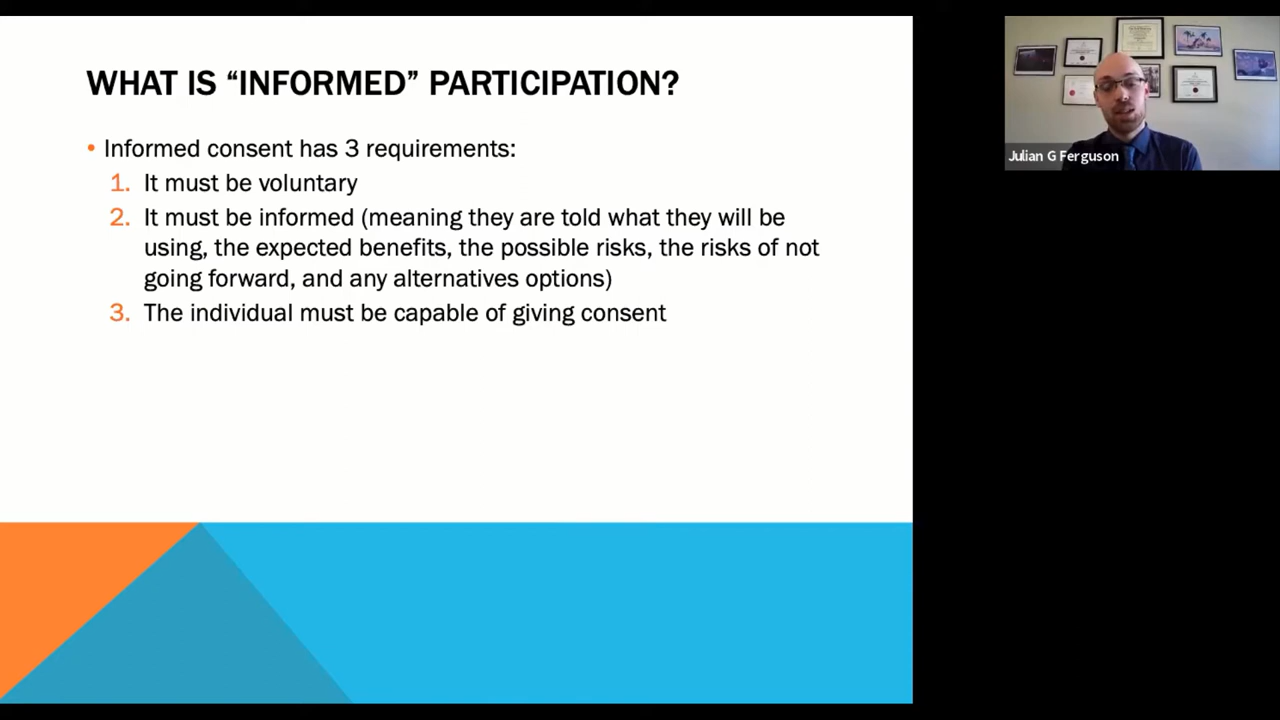 WHAT IS “INFORMED” PARTICIPATION?
• Informed consent has 3 requirements:
1. It must be voluntary
2. It must be informed (meaning they are told what they will be
using, the expected benefits, the possible risks, the risks of not
going forward, and any alternatives options)
3. The individual must be capable of giving consent
Julian G Ferguson